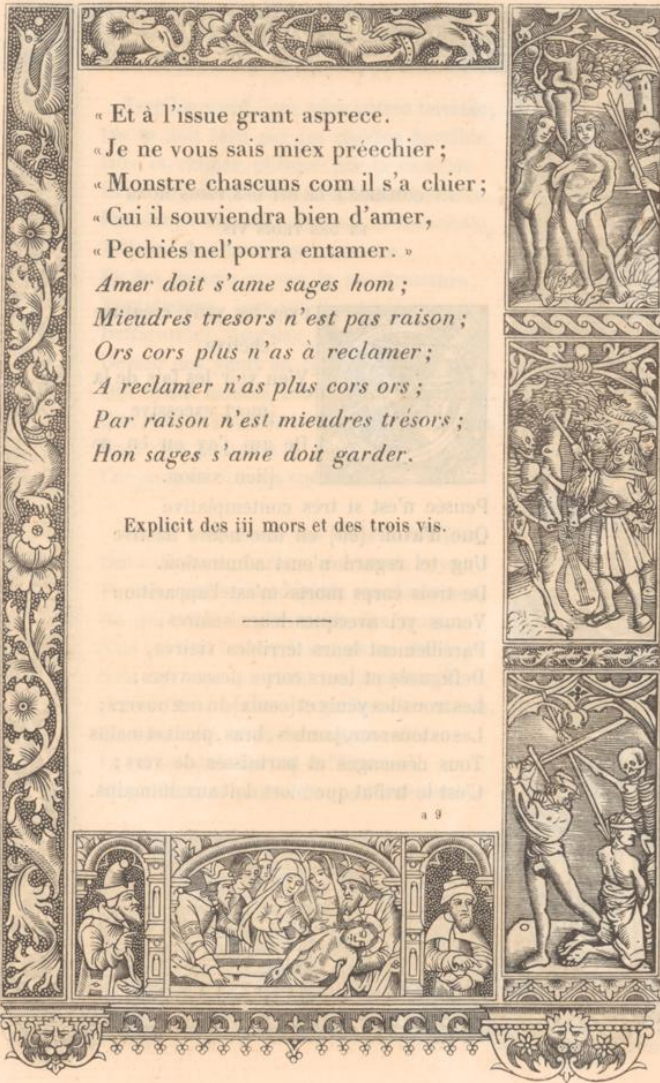 « Et à l'issue grant asprece.
« Je ne vous sais miex préechier ;
« Monstre chascuns com il s'a chier ;
« Cui il souviendra bien d'amer,
« Pechiés nel'porra entamer. »
Amer doit s'ame sages hom ;
Mieudres tresors n'est pas raison ;
Ors cors plus n'as à reclamer ;
A reclamer n'as plus cors ors ;
Par raison n'est mieudres trésors ;
Hon sages s'ame doit garder.
Explicit des iij mors et des trois vis.
a 9